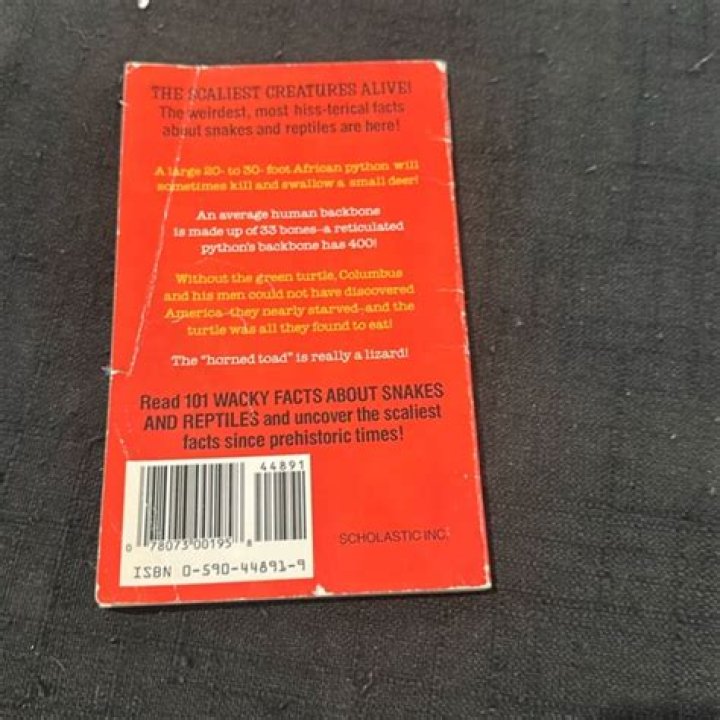 THE SCALIEST CREATURES ALIVE!
The weirdest, most hiss-terical facts
about snakes and reptiles are here!
A large 20- to 30- foot African python will
sometimes kill and swallow a small deer!
An average human backbone
is made up of 33 bones–a reticulated
python's backbone has 400!
Without the green turtle, Columbus
and his men could not have discovered
America–they nearly starved–and the
turtle was all they found to eat!
The "horned toad" is really a lizard!
Read 101 WACKY FACTS ABOUT SNAKES
AND REPTILES and uncover the scaliest
facts since prehistoric times!
44891
0 78073 00195 8
ISBN 0-590-44891-9
SCHOLASTIC INC.